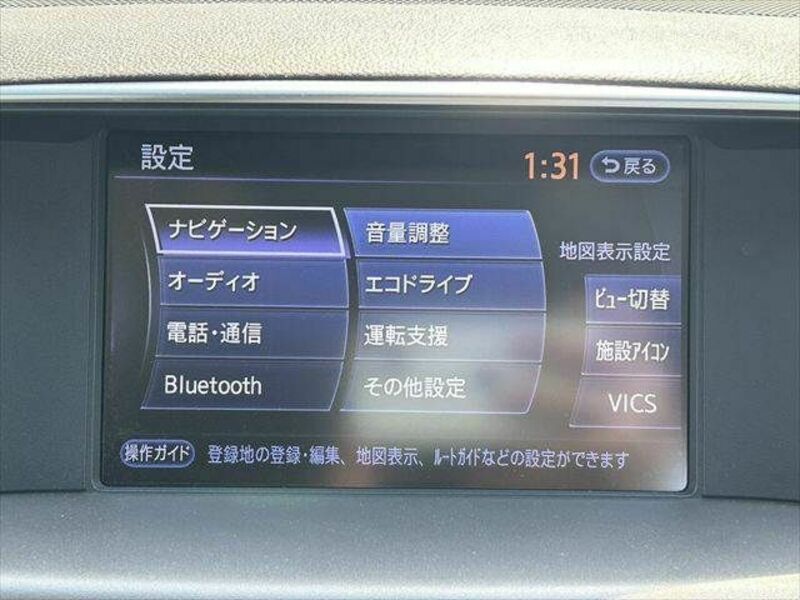 設定
1:31
戻る
ナビゲーション
音量調整
オーディオ
エコドライブ
電話・通信
運転支援
Bluetooth
その他設定
地図表示設定
ﾋﾞｭｰ切替
施設ｱｲｺﾝ
VICS
操作ガイド 登録地の登録・編集、地図表示、ﾙｰﾄｶﾞｲﾄﾞなどの設定ができます